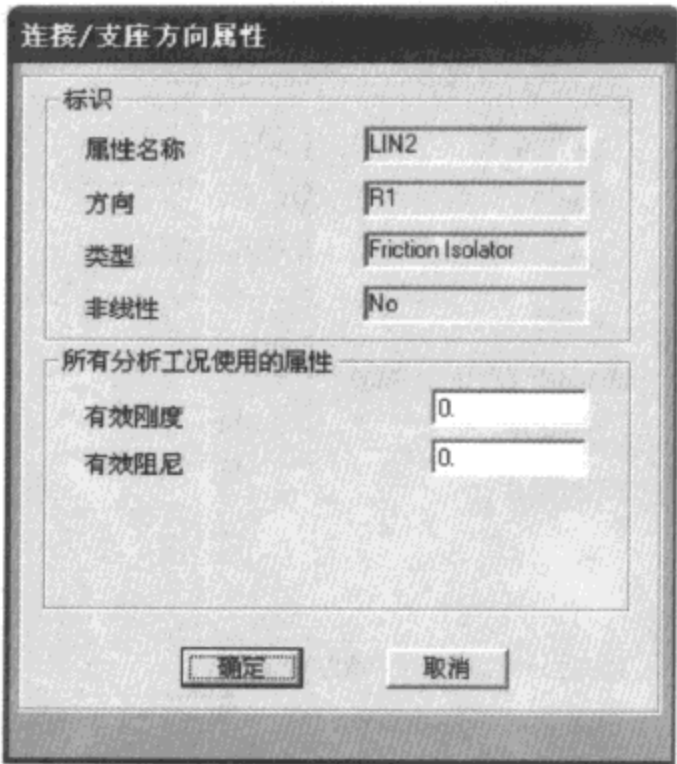 连接/支座方向属性
标识
属性名称 LIN2
方向 R1
类型 Friction Isolator
非线性 No
所有分析工况使用的属性
有效刚度 0.
有效阻尼 0.
确定 取消